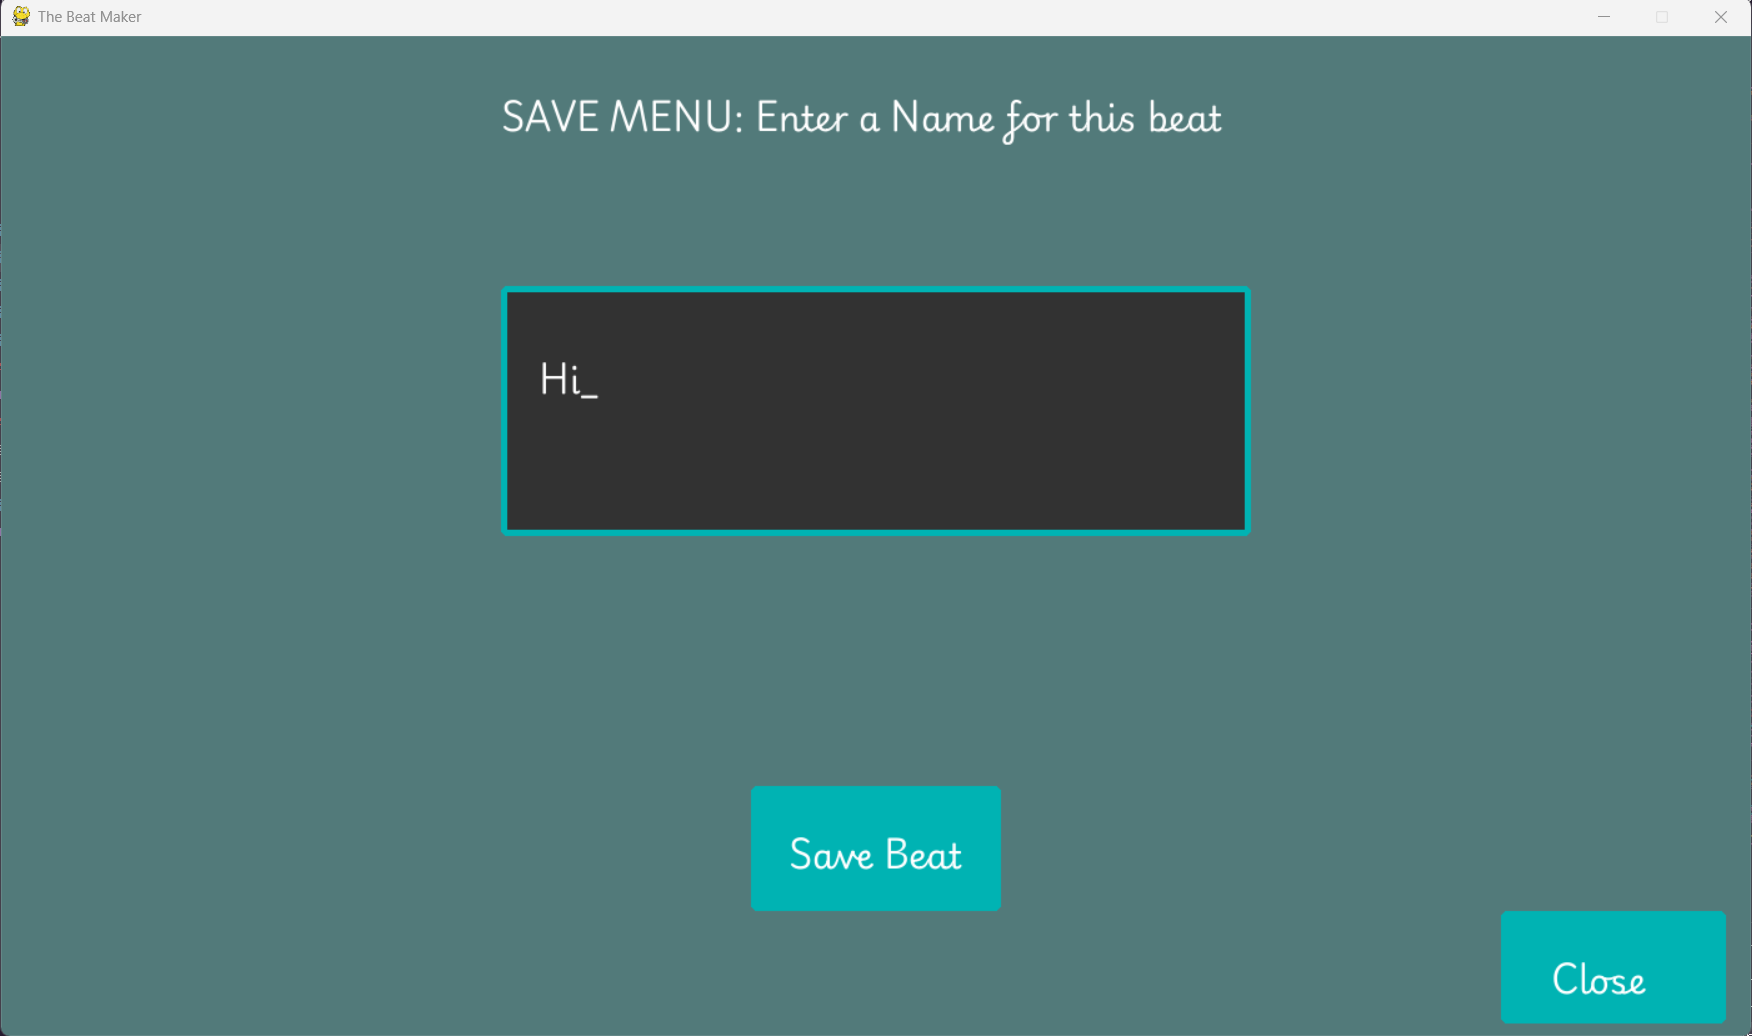 The Beat Maker
SAVE MENU: Enter a Name for this beat
Hi_
Save Beat
Close